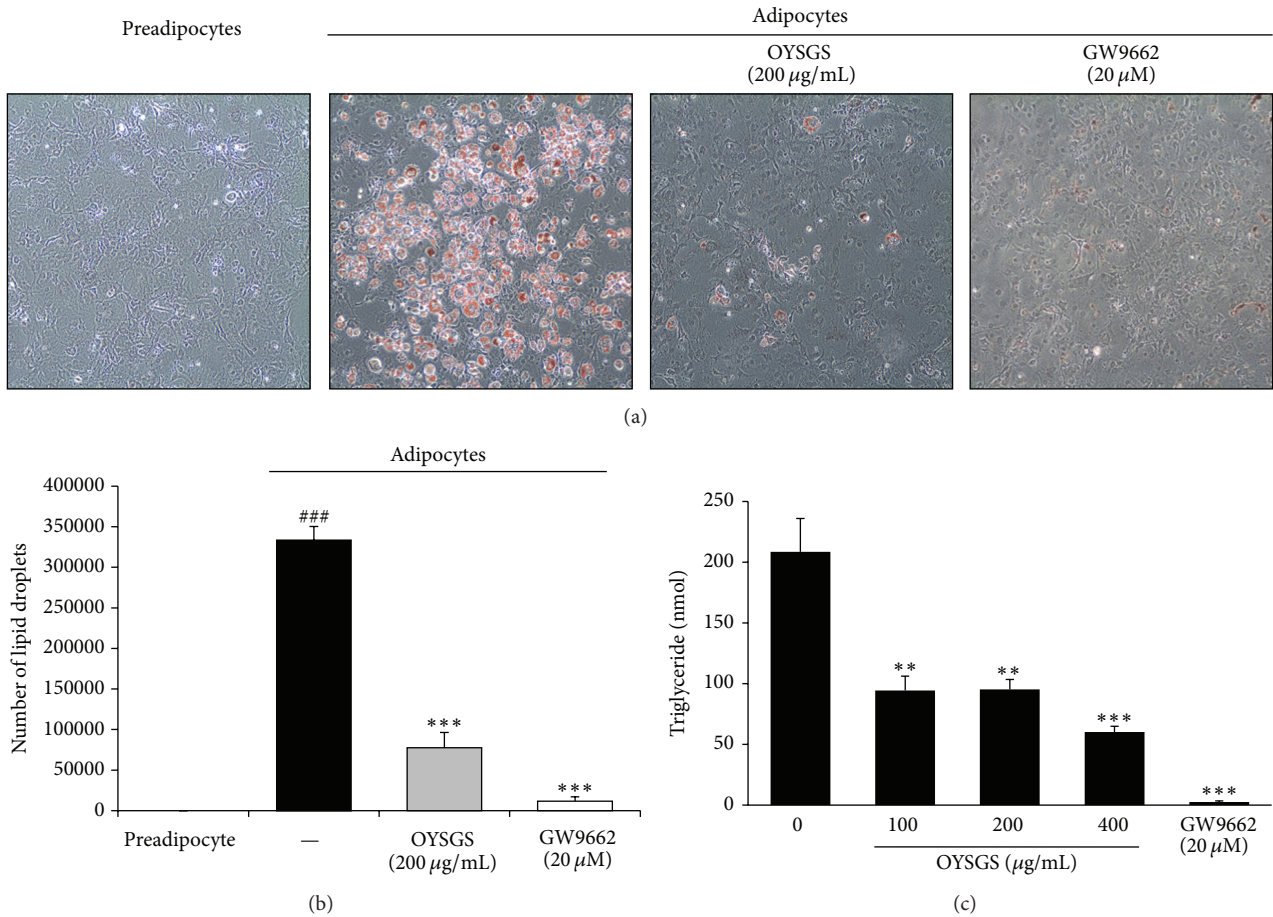 Preadipocytes
Adipocytes
OYSGS
(200 μg/mL)
GW9662
(20 μM)
(a)
Adipocytes
Number of lipid droplets
400000
350000
300000
250000
200000
150000
100000
50000
0
###
***
***
Preadipocyte
—
OYSGS
(200 μg/mL)
GW9662
(20 μM)
(b)
Triglyceride (nmol)
250
200
150
100
50
0
**
**
***
***
0
100
200
400
GW9662
(20 μM)
OYSGS (μg/mL)
(c)